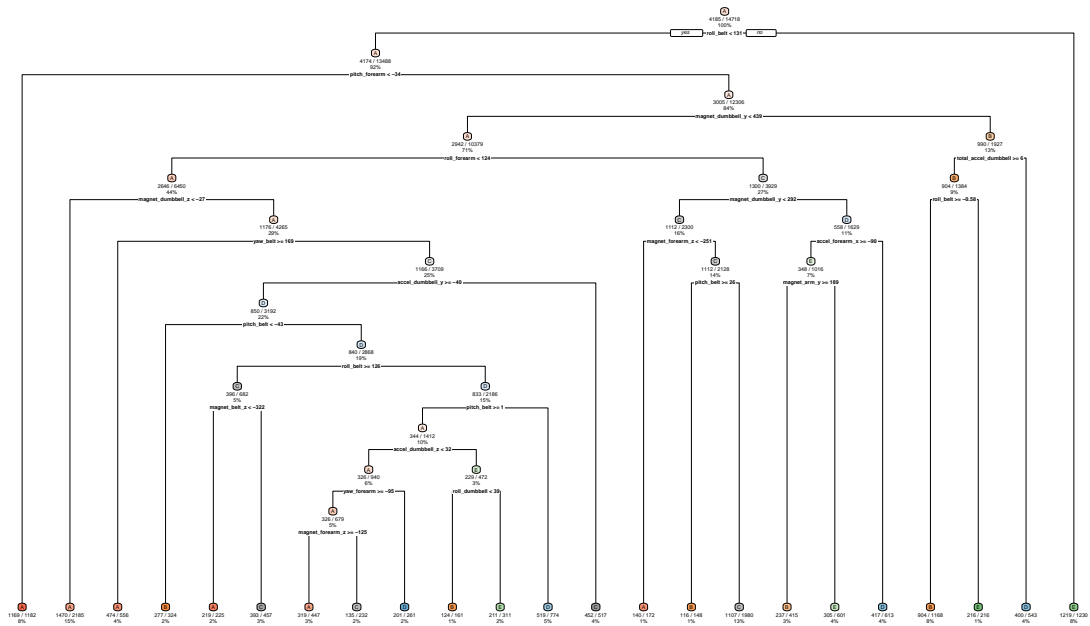 A
4185 / 14718
100%
yes roll_belt < 131 no
A
4174 / 13488
92%
pitch_forearm < −34
A
3005 / 12306
84%
magnet_dumbbell_y < 439
A
2942 / 10379
71%
B
990 / 1927
13%
roll_forearm < 124
total_accel_dumbbell >= 6
A
2646 / 6450
44%
C
1300 / 3929
27%
B
904 / 1384
9%
magnet_dumbbell_z < −27
magnet_dumbbell_y < 292
roll_belt >= −0.58
A
1176 / 4265
29%
C
1112 / 2300
16%
D
558 / 1629
11%
yaw_belt >= 169
magnet_forearm_z < −251
accel_forearm_x >= −90
C
1166 / 3709
25%
C
1112 / 2128
14%
E
348 / 1016
7%
accel_dumbbell_y >= −40
pitch_belt >= 26
magnet_arm_y >= 189
D
850 / 3192
22%
pitch_belt < −43
D
840 / 2868
19%
roll_belt >= 126
C
396 / 682
5%
D
833 / 2186
15%
magnet_belt_z < −322
pitch_belt >= 1
A
344 / 1412
10%
accel_dumbbell_z < 32
A
326 / 940
6%
E
229 / 472
3%
yaw_forearm >= −95
roll_dumbbell < 39
A
326 / 679
5%
magnet_forearm_z >= −125
A A A B A C A C D B E D C A B C B E D B E D E
1169 / 1182 1470 / 2185 474 / 556 277 / 324 219 / 225 393 / 457 319 / 447 135 / 232 201 / 261 124 / 161 211 / 311 519 / 774 452 / 517 140 / 172 116 / 148 1107 / 1980 237 / 415 305 / 601 417 / 613 904 / 1168 216 / 216 400 / 543 1219 / 1230
8% 15% 4% 2% 2% 3% 3% 2% 2% 1% 2% 5% 4% 1% 1% 13% 3% 4% 4% 8% 1% 4% 8%